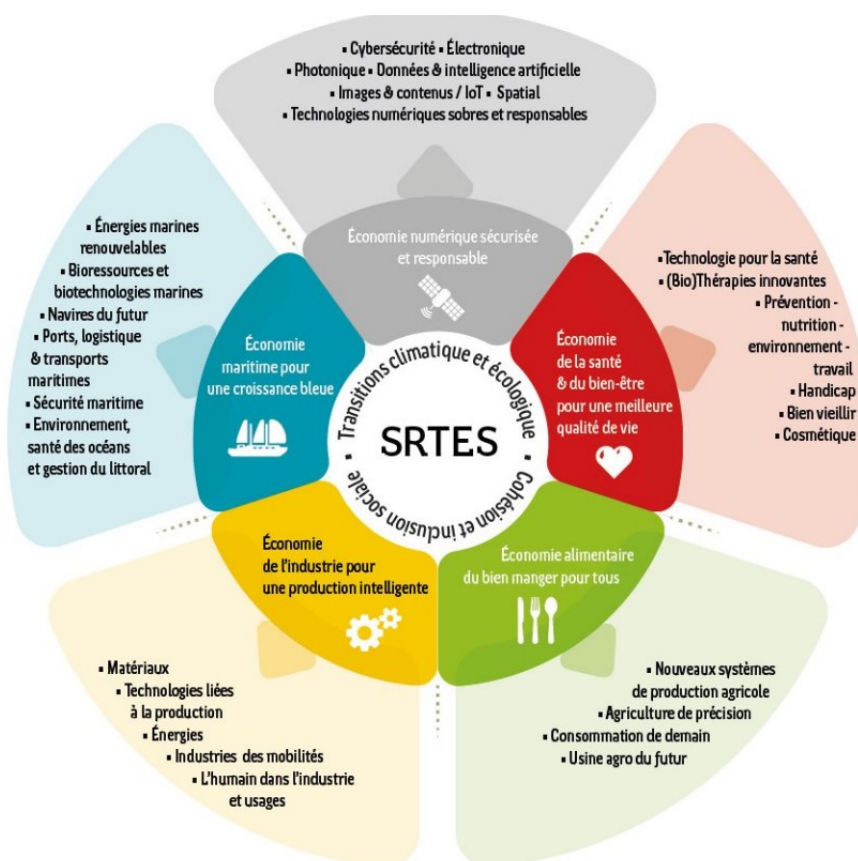 ▪ Cybersécurité ▪ Électronique
▪ Photonique ▪ Données & intelligence artificielle
▪ Images & contenus / IoT ▪ Spatial
▪ Technologies numériques sobres et responsables
Économie numérique sécurisée
et responsable
▪ Énergies marines
renouvelables
▪ Bioressources et
biotechnologies marines
▪ Navires du futur
▪ Ports, logistique
& transports
maritimes
▪ Sécurité maritime
▪ Environnement,
santé des océans
et gestion du littoral
Économie
maritime pour
une croissance bleue
Transitions climatique et écologique ▪
SRTES
Cohésion et inclusion sociale ▪
Économie
de la santé
& du bien-être
pour une meilleure
qualité de vie
▪Technologie pour la santé
▪ (Bio)Thérapies innovantes
▪ Prévention -
nutrition -
environnement -
travail
▪ Handicap
▪ Bien vieillir
▪ Cosmétique
Économie
de l'industrie pour
une production intelligente
▪ Matériaux
▪ Technologies liées
à la production
▪ Énergies
▪ Industries des mobilités
▪ L'humain dans l'industrie
et usages
Économie alimentaire
du bien manger pour tous
▪ Nouveaux systèmes
de production agricole
▪ Agriculture de précision
▪ Consommation de demain
▪ Usine agro du futur